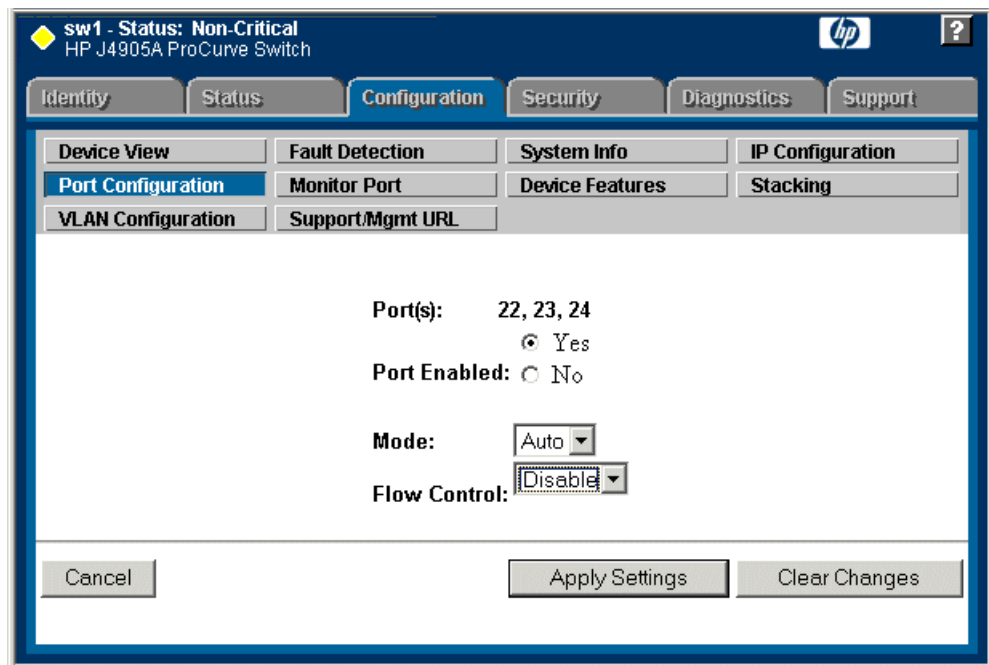 sw1 - Status: Non-Critical
HP J4905A ProCurve Switch
hp
?
Identity Status Configuration Security Diagnostics Support
Device View Fault Detection System Info IP Configuration
Port Configuration Monitor Port Device Features Stacking
VLAN Configuration Support/Mgmt URL
Port(s): 22, 23, 24
Yes
Port Enabled: No
Mode: Auto
Disable
Flow Control:
Cancel Apply Settings Clear Changes